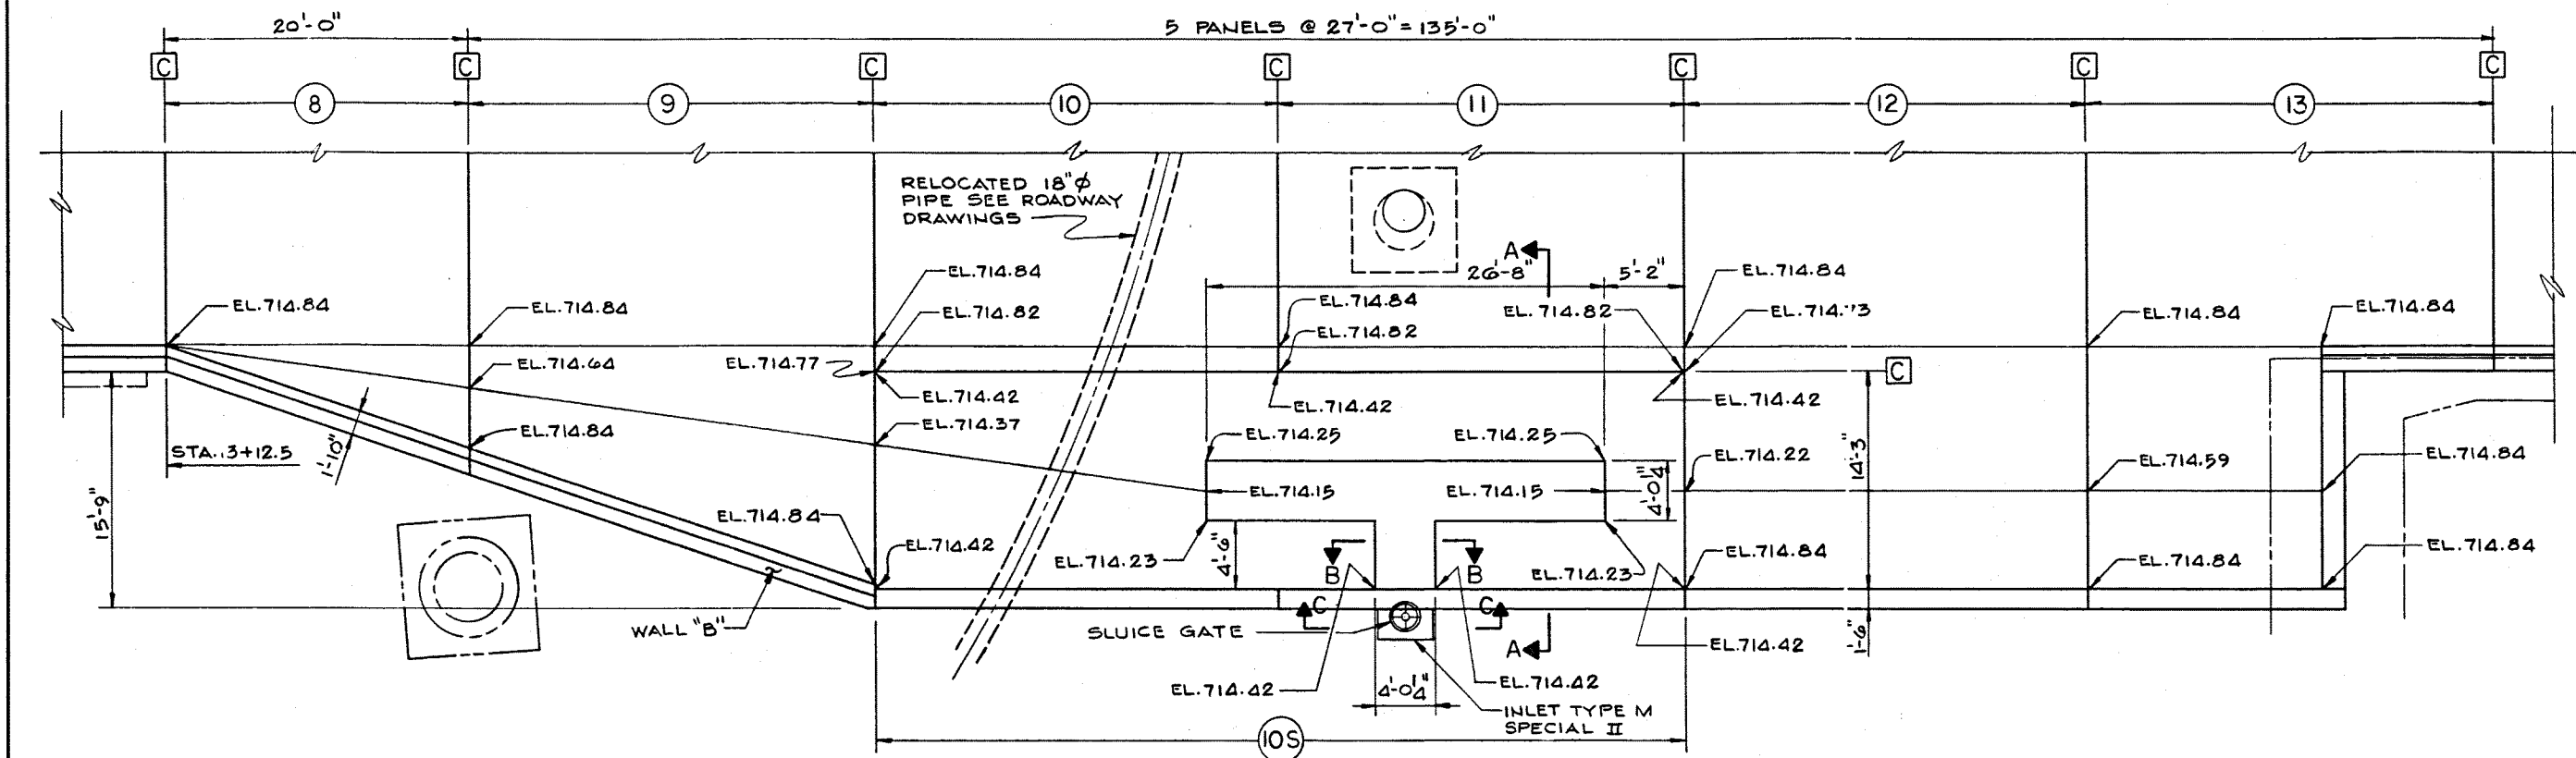 20'-0"
5 PANELS @ 27'-0" = 135'-0"
C
C
C
C
C
C
C
8
9
10
11
12
13
RELOCATED 18"ϕ
PIPE SEE ROADWAY
DRAWINGS
A
26'-8"
5'-2"
EL.714.84
EL.714.84
EL.714.84
EL.714.82
EL.714.84
EL.714.82
EL.714.82
EL.714.84
EL.714.73
EL.714.84
EL.714.84
EL.714.64
EL.714.77
EL.714.42
EL.714.42
EL.714.42
C
EL.714.84
EL.714.37
EL.714.25
EL.714.25
EL.714.22
14'-3"
EL.714.59
EL.714.84
1'-10"
STA. 13+12.5
EL.714.15
EL.714.15
4'-0¼"
15'-9"
EL.714.84
EL.714.42
EL.714.23
4'-6"
B
B
EL.714.23
EL.714.84
EL.714.84
EL.714.84
WALL "B"
SLUICE GATE
C
C
A
EL.714.42
1'-6"
EL.714.42
4'-0¼"
EL.714.42
INLET TYPE M
SPECIAL II
10S